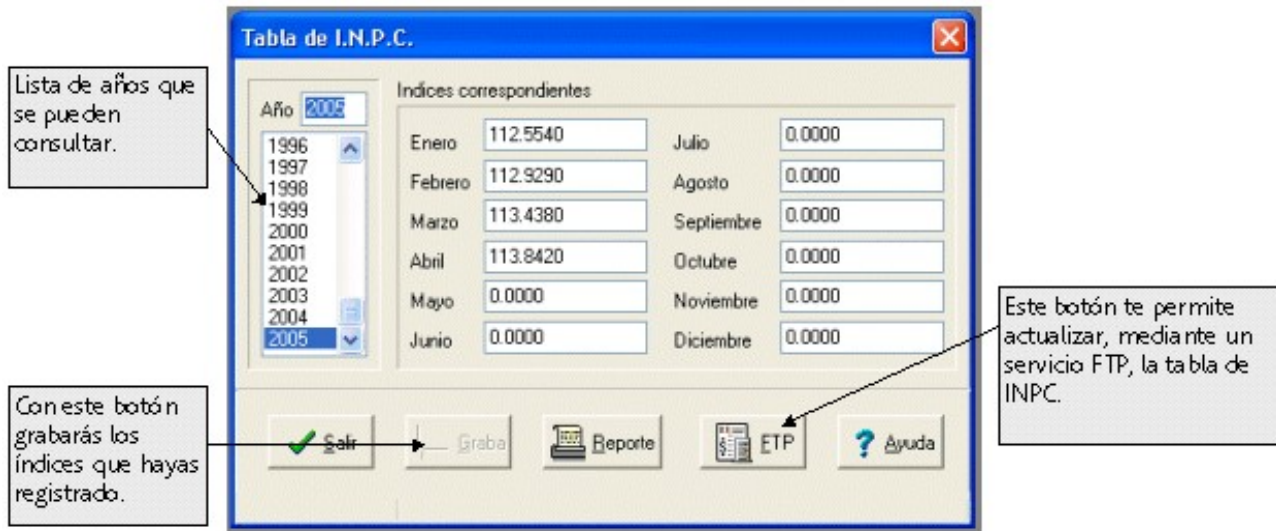 Tabla de I.N.P.C.
Lista de años que
se pueden
consultar.
Año 2005
1996
1997
1998
1999
2000
2001
2002
2003
2004
2005
Indices correspondientes
Enero 112.5540
Febrero 112.9290
Marzo 113.4380
Abril 113.8420
Mayo 0.0000
Junio 0.0000
Julio 0.0000
Agosto 0.0000
Septiembre 0.0000
Octubre 0.0000
Noviembre 0.0000
Diciembre 0.0000
Este botón te permite
actualizar, mediante un
servicio FTP, la tabla de
INPC.
Con este botón
grabarás los
índices que hayas
registrado.
Salir
Graba
Reporte
FTP
Ayuda